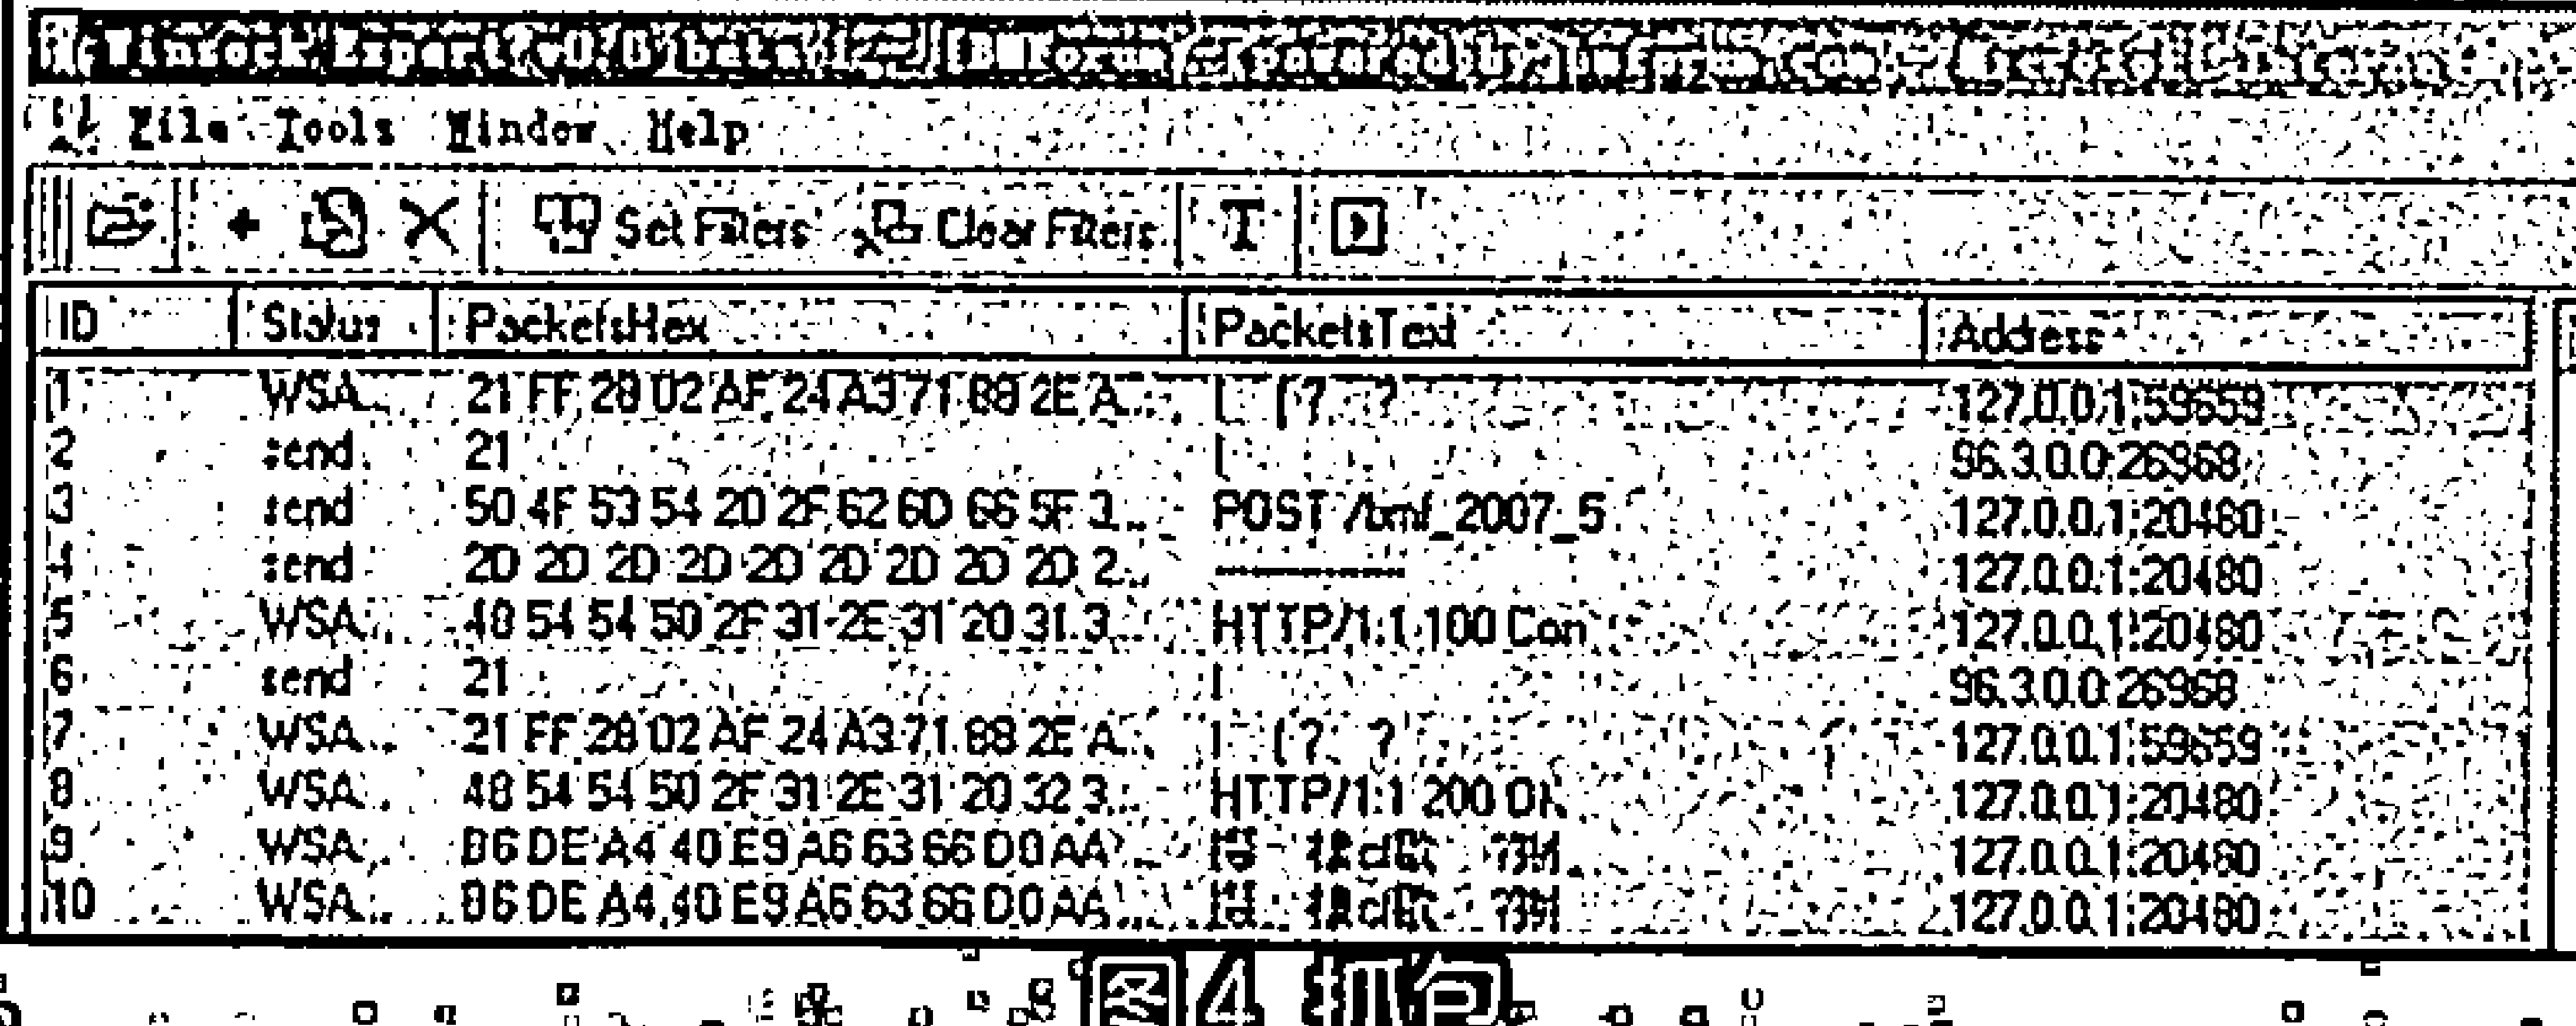 File Tools Window Help
Set Filters Clear Filters T
ID Status PacketsHex PacketsText Address
1 WSA... 21 FF 28 02 AF 24 A3 71 88 2E A... ! (? ? 127.0.0.1:59659
2 send 21 ! 96.3.0.0:26968
3 send 50 4F 53 54 20 2F 62 6D 66 5F 3... POST /bmf_2007_5 127.0.0.1:20480
4 send 2D 2D 2D 2D 2D 2D 2D 2D 2D 2... 127.0.0.1:20480
5 WSA... 48 54 54 50 2F 31 2E 31 20 31 3... HTTP/1.1 100 Con 127.0.0.1:20480
6 send 21 ! 96.3.0.0:26968
7 WSA... 21 FF 28 02 AF 24 A3 71 88 2E A... ! (? ? 127.0.0.1:59659
8 WSA... 48 54 54 50 2F 31 2E 31 20 32 3... HTTP/1.1 200 OK 127.0.0.1:20480
9 WSA... DE A4 40 E9 A6 63 66 D0 AA... 127.0.0.1:20480
10 WSA... DE A4 40 E9 A6 63 66 D0 AA... 127.0.0.1:20480
图4